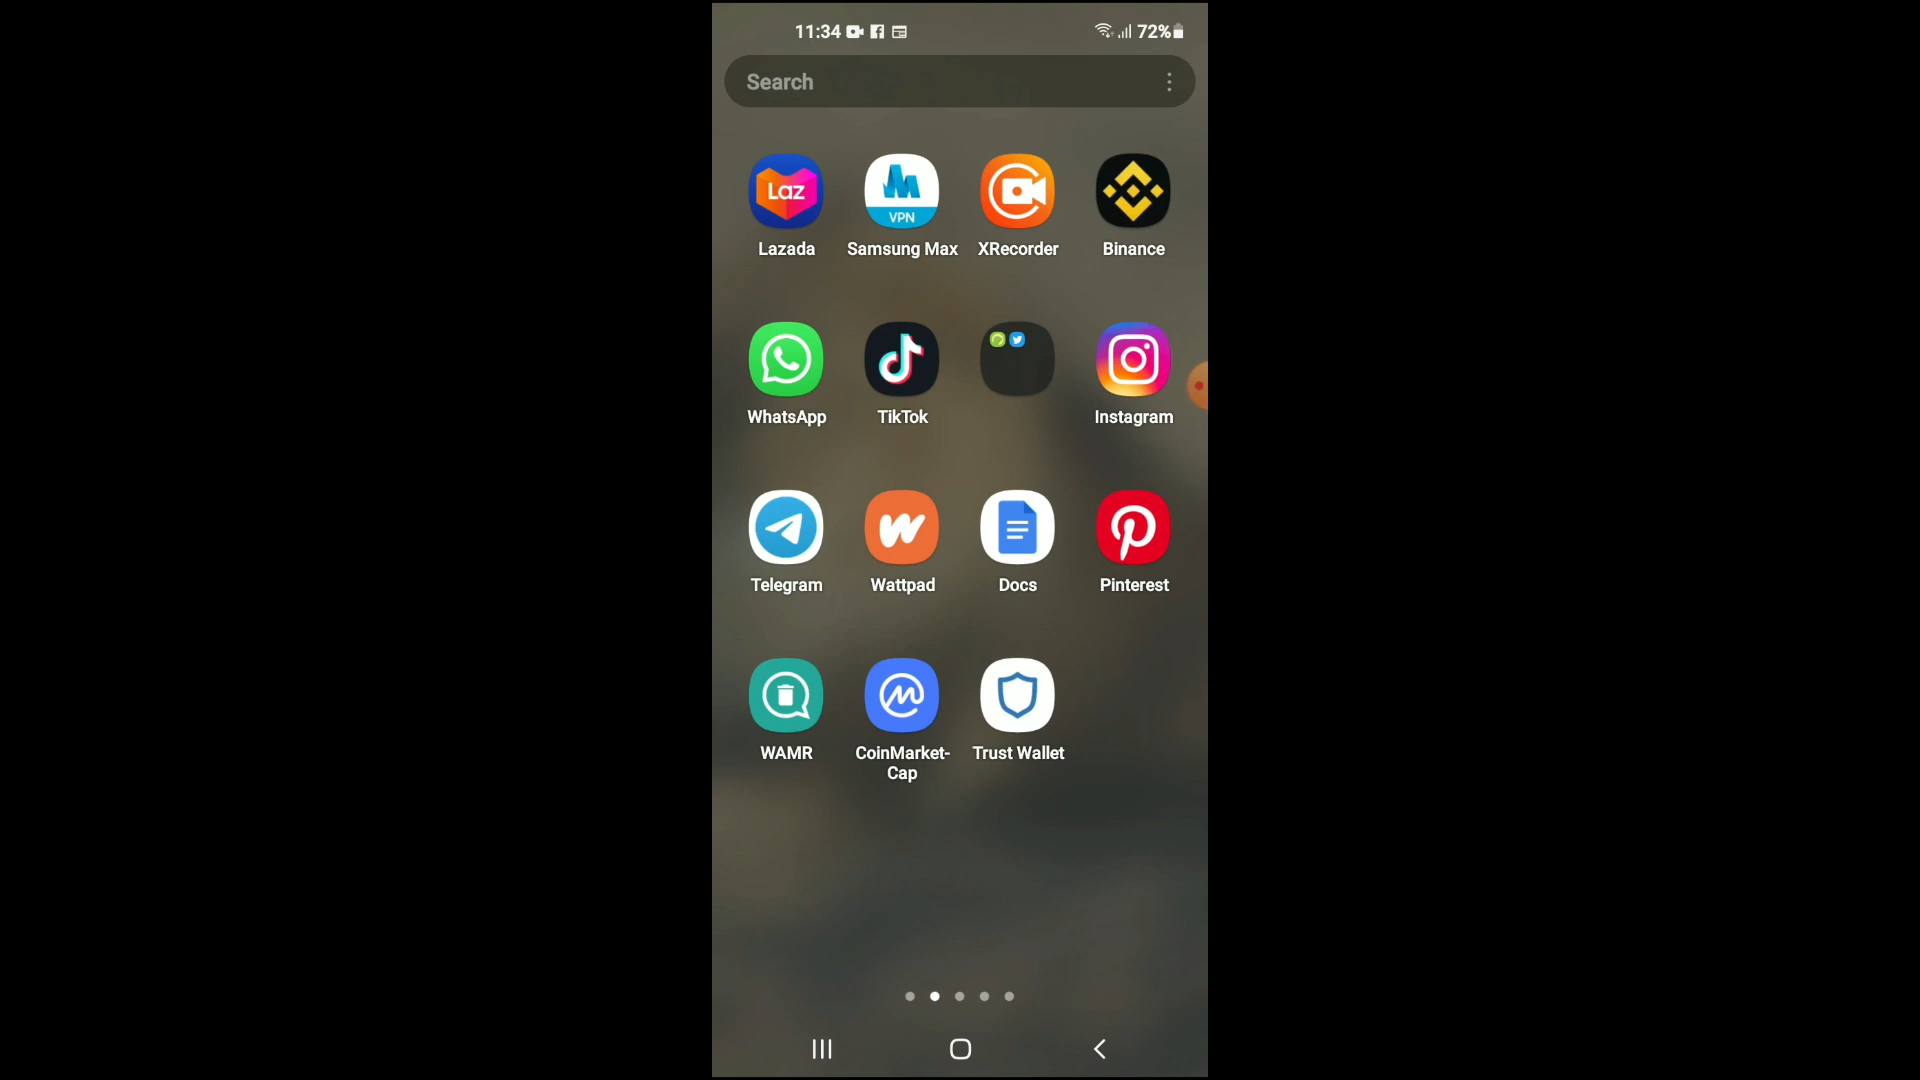 11:34
72%
Search
Laz
VPN
Lazada
Samsung Max
XRecorder
Binance
WhatsApp
TikTok
Instagram
Telegram
Wattpad
Docs
Pinterest
WAMR
CoinMarket-
Cap
Trust Wallet